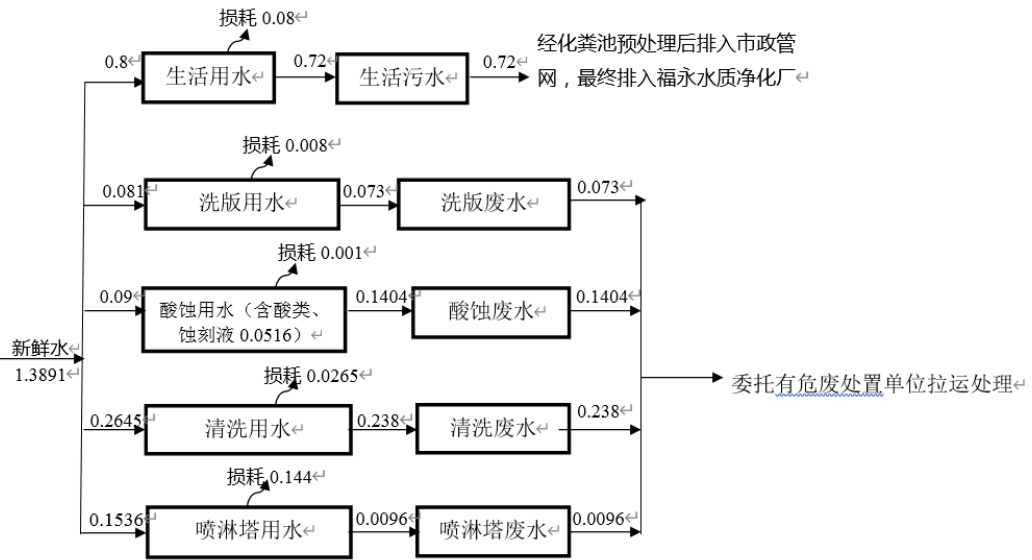 损耗 0.08↵
0.8↵
生活用水↵
0.72↵
生活污水↵
0.72↵
经化粪池预处理后排入市政管
网，最终排入福永水质净化厂↵
损耗 0.008↵
0.081↵
洗版用水↵
0.073↵
洗版废水↵
0.073↵
损耗 0.001↵
0.09↵
酸蚀用水（含酸类、
蚀刻液 0.0516）↵
0.1404↵
酸蚀废水↵
0.1404↵
新鲜水↵
1.3891↵
损耗 0.0265↵
0.2645↵
清洗用水↵
0.238↵
清洗废水↵
0.238↵
委托有危废处置单位拉运处理↵
损耗 0.144↵
0.1536↵
喷淋塔用水↵
0.0096↵
喷淋塔废水↵
0.0096↵